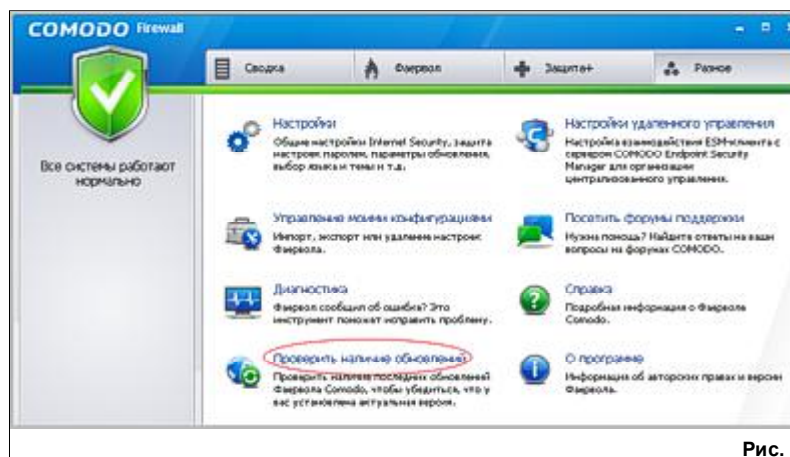 COMODO Firewall
Сводка
Фаервол
Защита+
Разное
Все системы работают
нормально
Настройки
Общие настройки Internet Security, защита
настроек паролем, параметры обновления,
выбор языка и темы и т.д.
Настройки удаленного управления
Настройка взаимодействия ESM-клиента с
сервером COMODO Endpoint Security
Manager для организации
централизованного управления.
Управление моими конфигурациями
Импорт, экспорт или удаление настроек
Фаервола.
Посетить форумы поддержки
Нужна помощь? Найдите ответы на ваши
вопросы на форумах COMODO.
Диагностика
Фаервол сообщил об ошибке? Это
инструмент поможет исправить проблему.
Справка
Подробная информация о Фаерволе
Comodo.
Проверить наличие обновлений
Проверить наличие последних обновлений
Фаервола Comodo, чтобы убедиться, что у
вас установлена актуальная версия.
О программе
Информация об авторских правах и версии
Фаервола.
Рис.